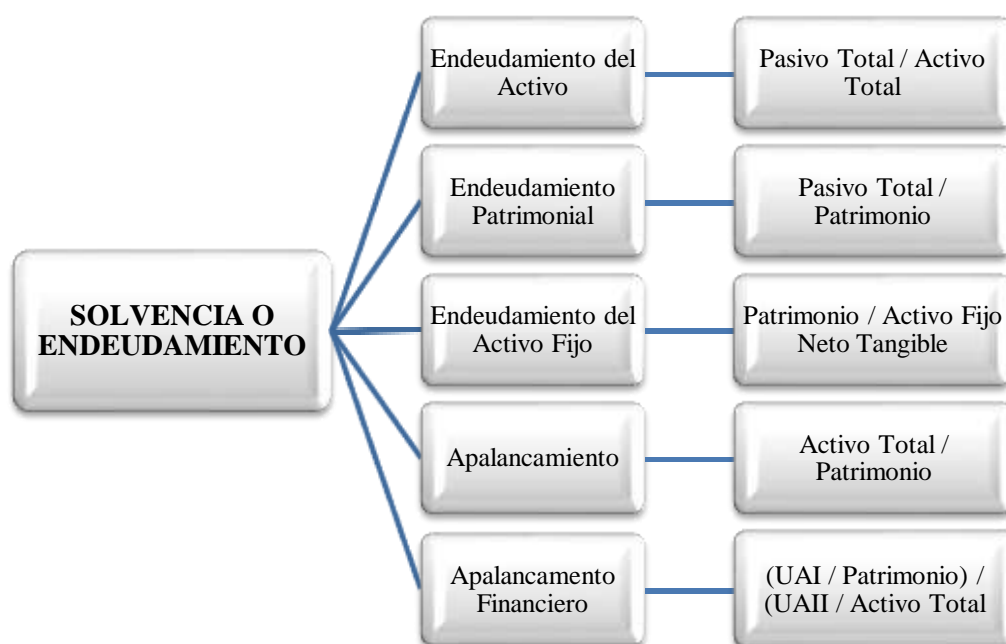 SOLVENCIA O
ENDEUDAMIENTO
Endeudamiento del
Activo
Pasivo Total / Activo
Total
Endeudamiento
Patrimonial
Pasivo Total /
Patrimonio
Endeudamiento del
Activo Fijo
Patrimonio / Activo Fijo
Neto Tangible
Apalancamiento
Activo Total /
Patrimonio
Apalancamento
Financiero
(UAI / Patrimonio) /
(UAII / Activo Total